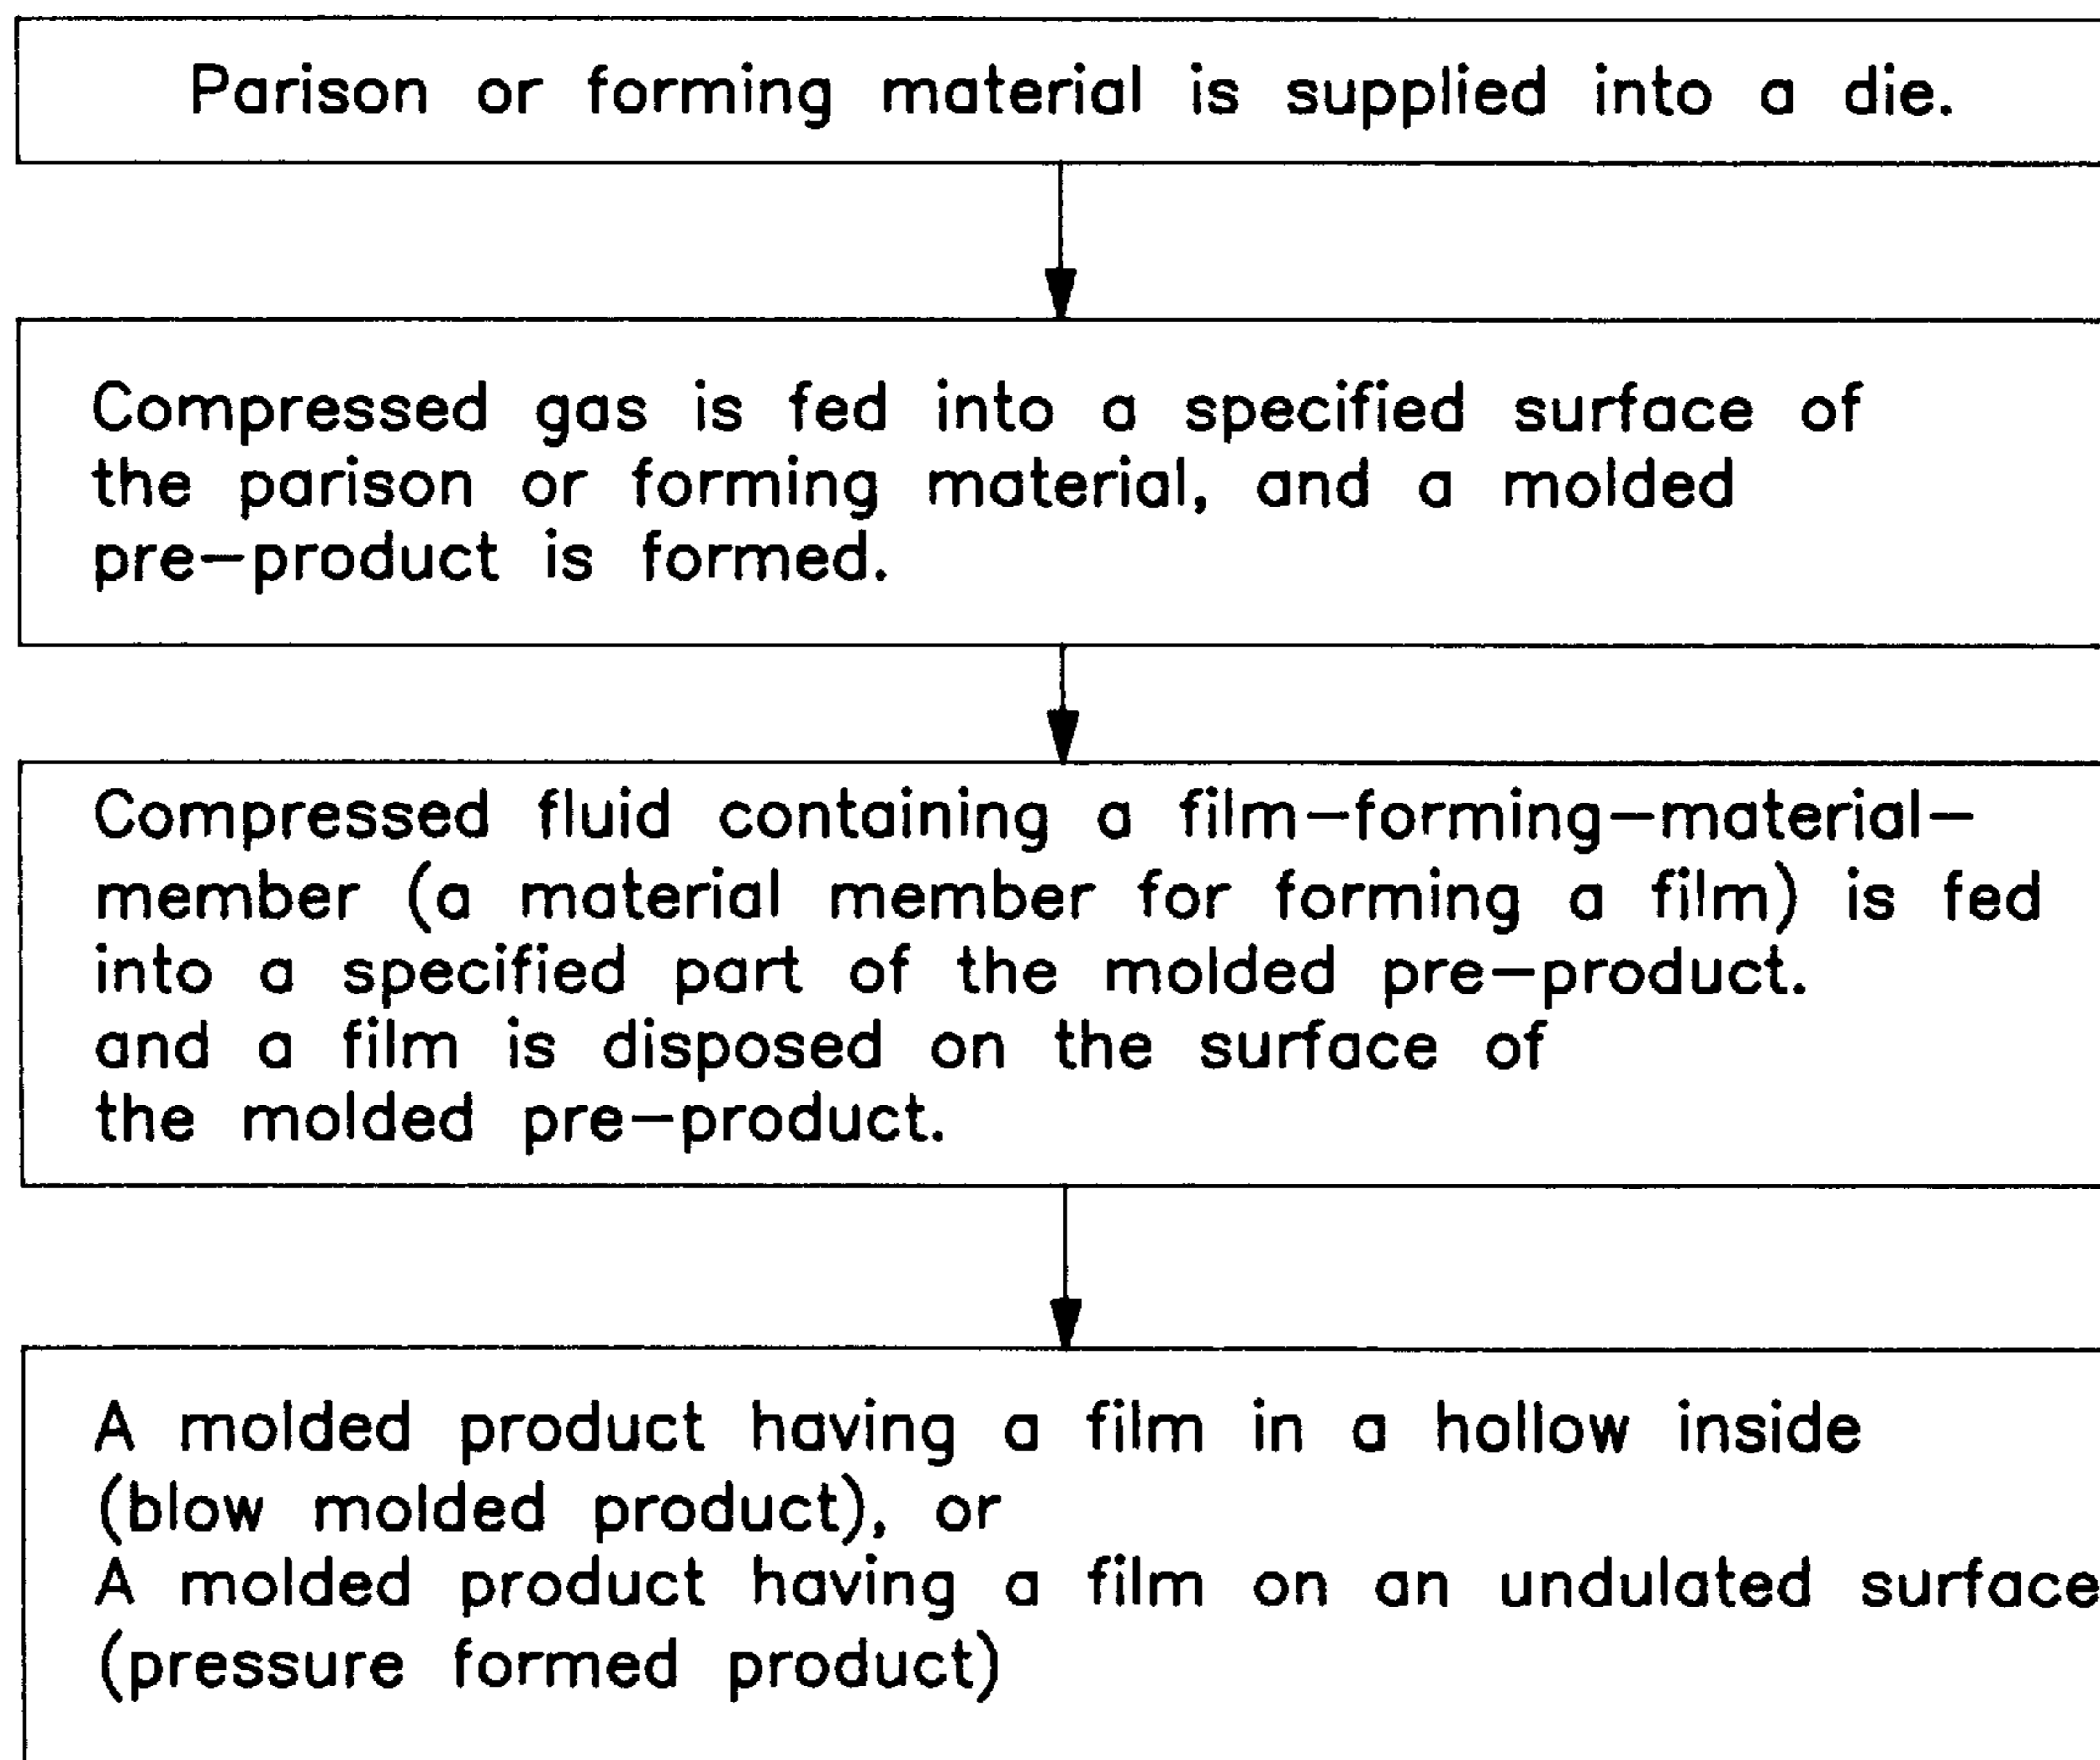 Parison or forming material is supplied into a die.
Compressed gas is fed into a specified surface of
the parison or forming material, and a molded
pre-product is formed.
Compressed fluid containing a film-forming-material-
member (a material member for forming a film) is fed
into a specified part of the molded pre-product.
and a film is disposed on the surface of
the molded pre-product.
A molded product having a film in a hollow inside
(blow molded product), or
A molded product having a film on an undulated surface
(pressure formed product)